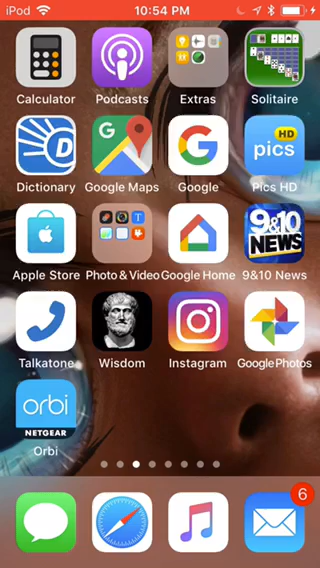 iPod 10:54 PM
Calculator Podcasts Extras Solitaire
G HD
pics
Dictionary Google Maps Google Pics HD
9&10
NEWS
Apple Store Photo & Video Google Home 9&10 News
Talkatone Wisdom Instagram Google Photos
orbi
NETGEAR
Orbi
6